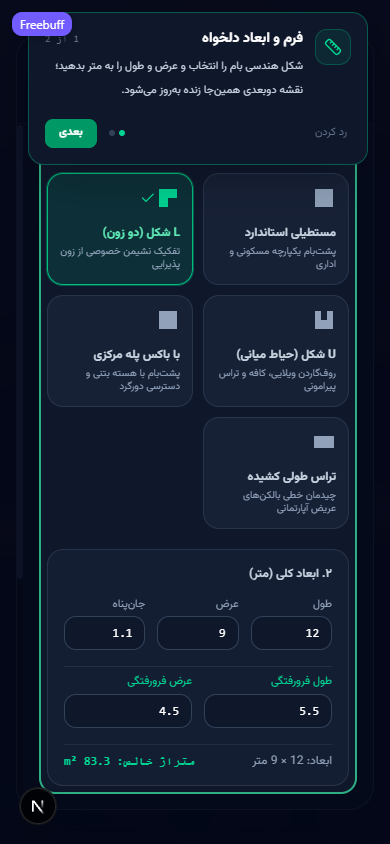 Freebuff
1 از 2
فرم و ابعاد دلخواه
شکل هندسی بام را انتخاب و عرض و طول را به متر بدهید؛
نقشه دوبعدی همین‌جا زنده به‌روز می‌شود.
رد کردن
بعدی
مستطیلی استاندارد
پشت‌بام یکپارچه مسکونی و
اداری
L شکل (دو زون)
تفکیک نشیمن خصوصی از زون
پذیرایی
U شکل (حیاط میانی)
روف‌گاردن ویلایی، کافه و تراس
پیرامونی
با باکس پله مرکزی
پشت‌بام با هسته بتنی و
دسترسی دورگرد
تراس طولی کشیده
چیدمان خطی بالکن‌های
عریض آپارتمانی
۲. ابعاد کلی (متر)
طول
عرض
جان‌پناه
12
9
1.1
طول فرورفتگی
عرض فرورفتگی
5.5
4.5
ابعاد: 12 × 9 متر
متراژ خالص: 83.3 m²
N